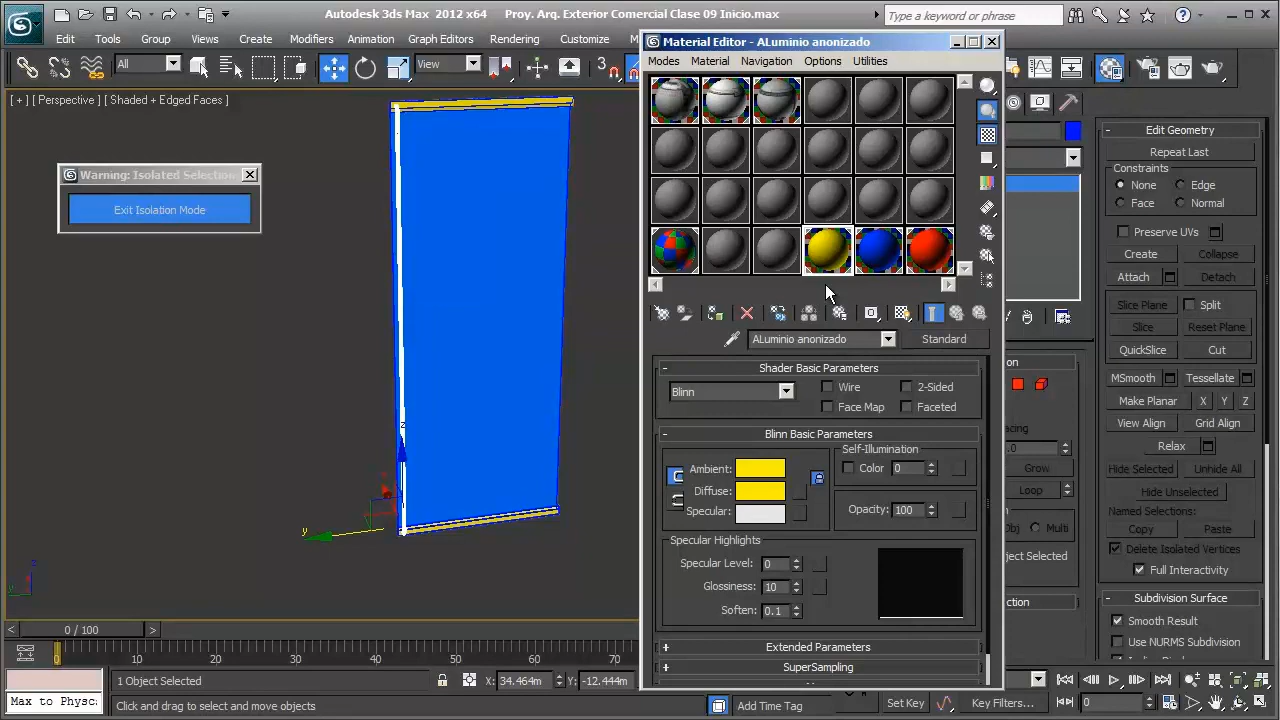 Autodesk 3ds Max 2012 x64
Proy. Arq. Exterior Comercial Clase 09 Inicio.max
Type a keyword or phrase
Edit
Tools
Group
Views
Create
Modifiers
Animation
Graph Editors
Rendering
Customize
Material Editor - ALuminio anonizado
Modes
Material
Navigation
Options
Utilities
All
View
3
[ + ] [ Perspective ] [ Shaded + Edged Faces ]
Warning: Isolated Selection
Exit Isolation Mode
z
y
ALuminio anonizado
Standard
Shader Basic Parameters
Blinn
Wire
2-Sided
Face Map
Faceted
Blinn Basic Parameters
Ambient:
Diffuse:
Specular:
Self-Illumination
Color
0
Opacity:
100
Specular Highlights
Specular Level:
0
Glossiness:
10
Soften:
0.1
Extended Parameters
SuperSampling
Edit Geometry
Repeat Last
Constraints
None
Edge
Face
Normal
Preserve UVs
Create
Collapse
Attach
Detach
Slice Plane
Split
Slice
Reset Plane
QuickSlice
Cut
MSmooth
Tessellate
Make Planar
X
Y
Z
View Align
Grid Align
Relax
Hide Selected
Unhide All
Hide Unselected
Named Selections:
Copy
Paste
Delete Isolated Vertices
Full Interactivity
Subdivision Surface
Smooth Result
Use NURMS Subdivision
Grow
Loop
Multi
0 / 100
0
10
20
30
40
50
60
70
1 Object Selected
X:
34.464m
Y:
-12.444m
Max to Physc:
Click and drag to select and move objects
Add Time Tag
Set Key
Key Filters...
0